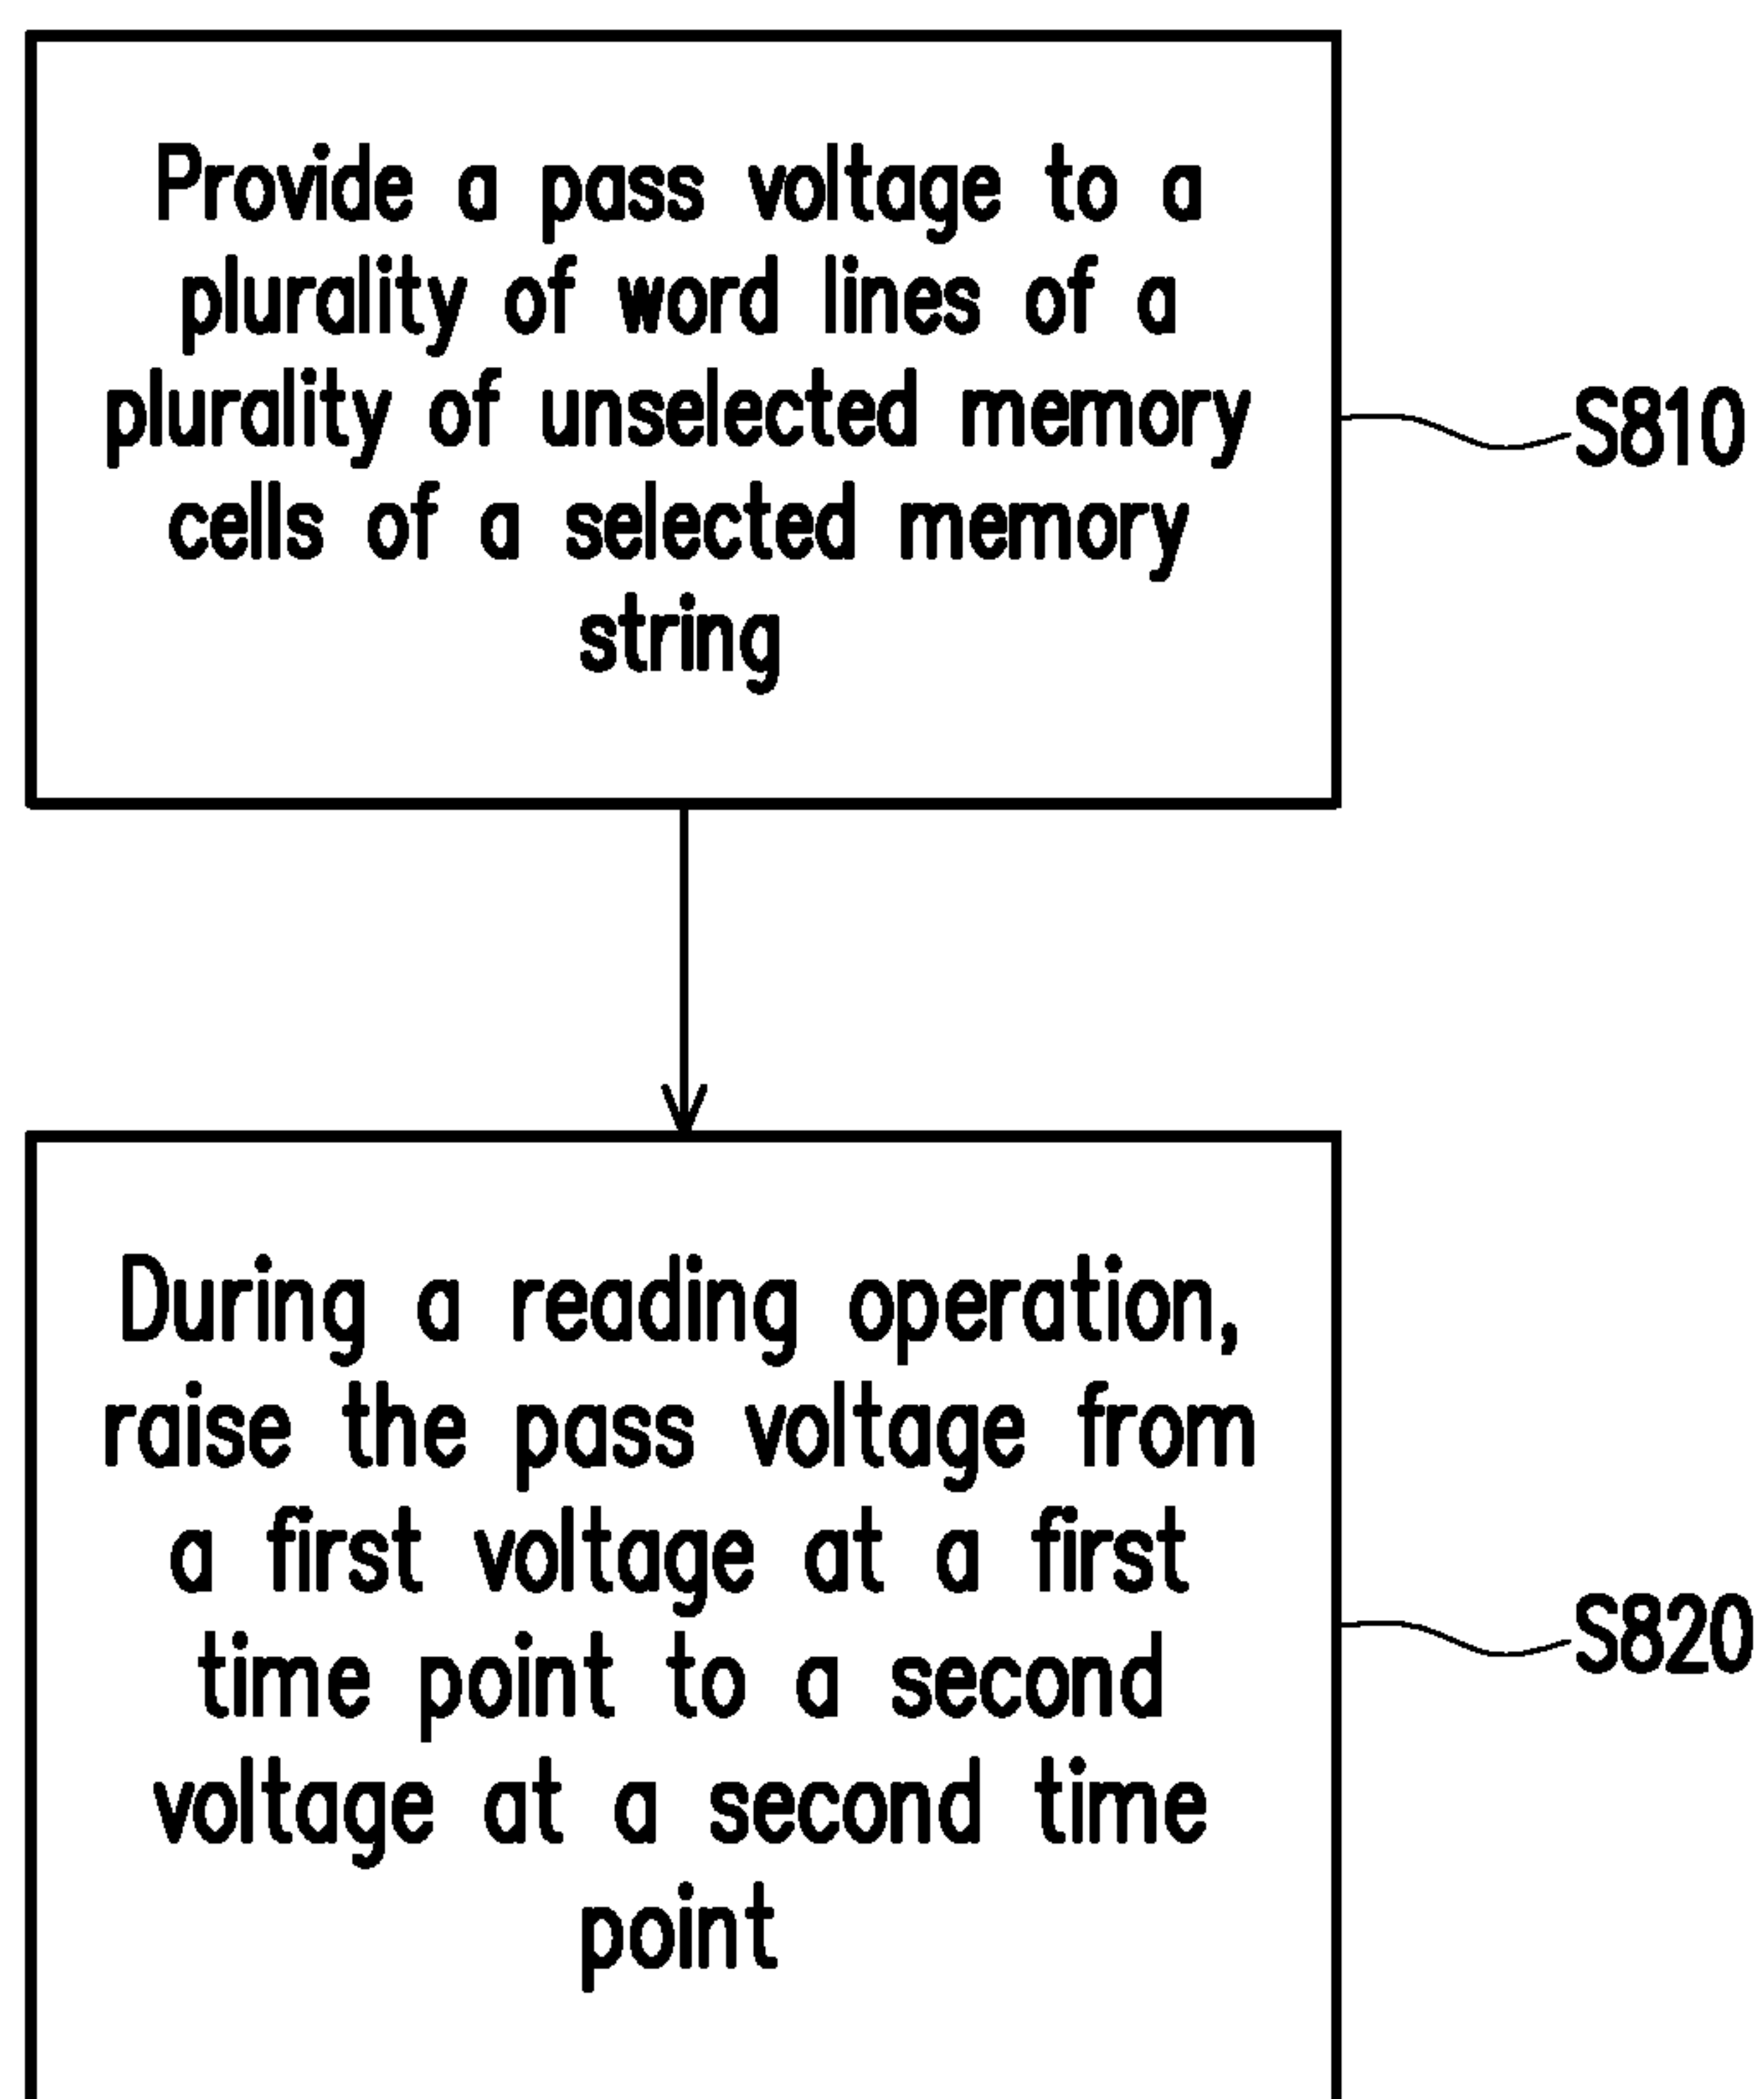 Provide a pass voltage to a
plurality of word lines of a
plurality of unselected memory
cells of a selected memory
string
S810
During a reading operation,
raise the pass voltage from
a first voltage at a first
time point to a second
voltage at a second time
point
S820